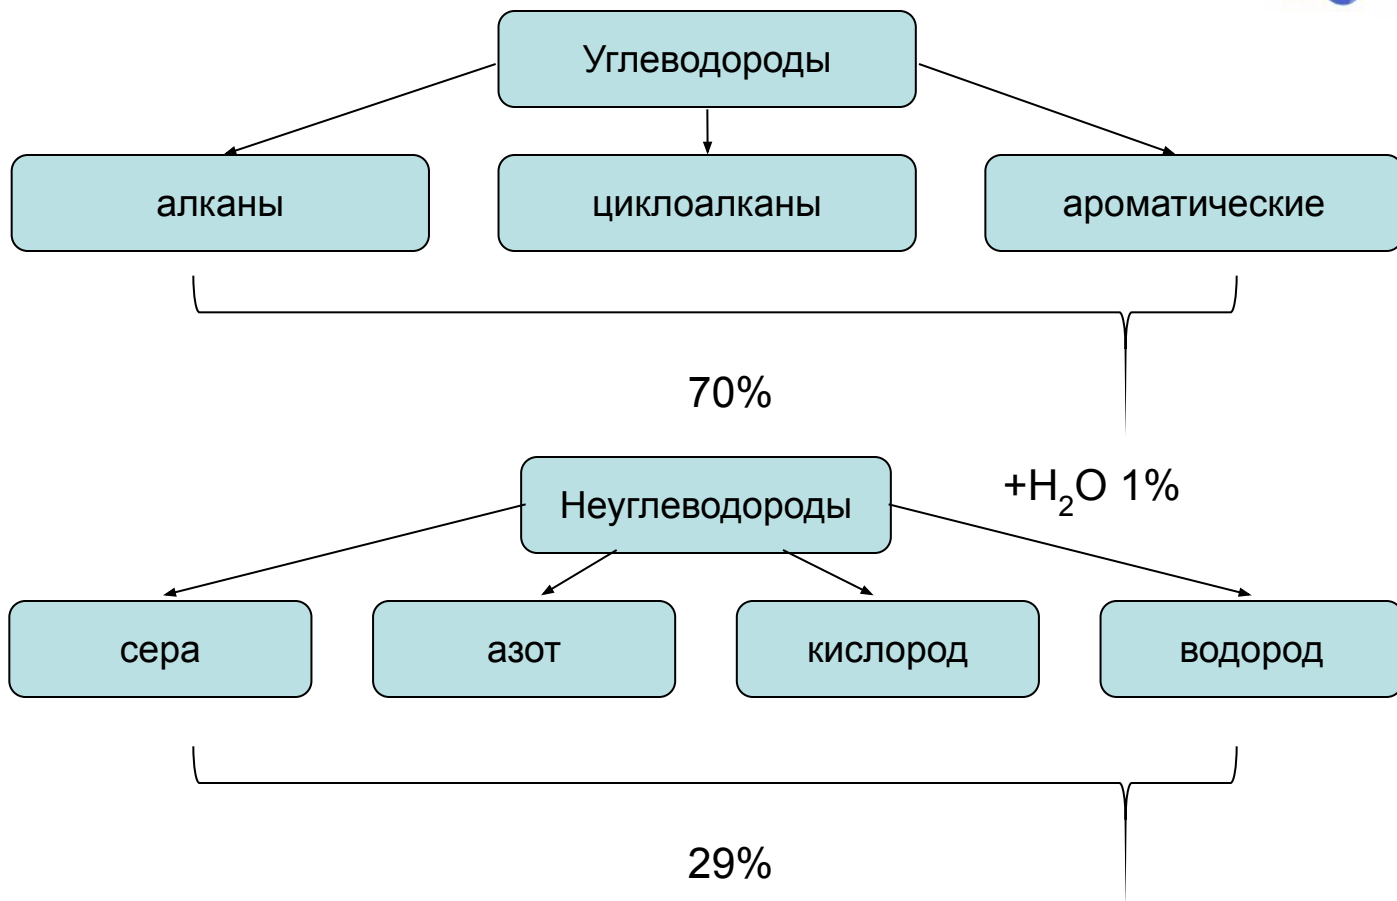 Углеводороды
алканы
циклоалканы
ароматические
70%
+H₂O 1%
Неуглеводороды
сера
азот
кислород
водород
29%